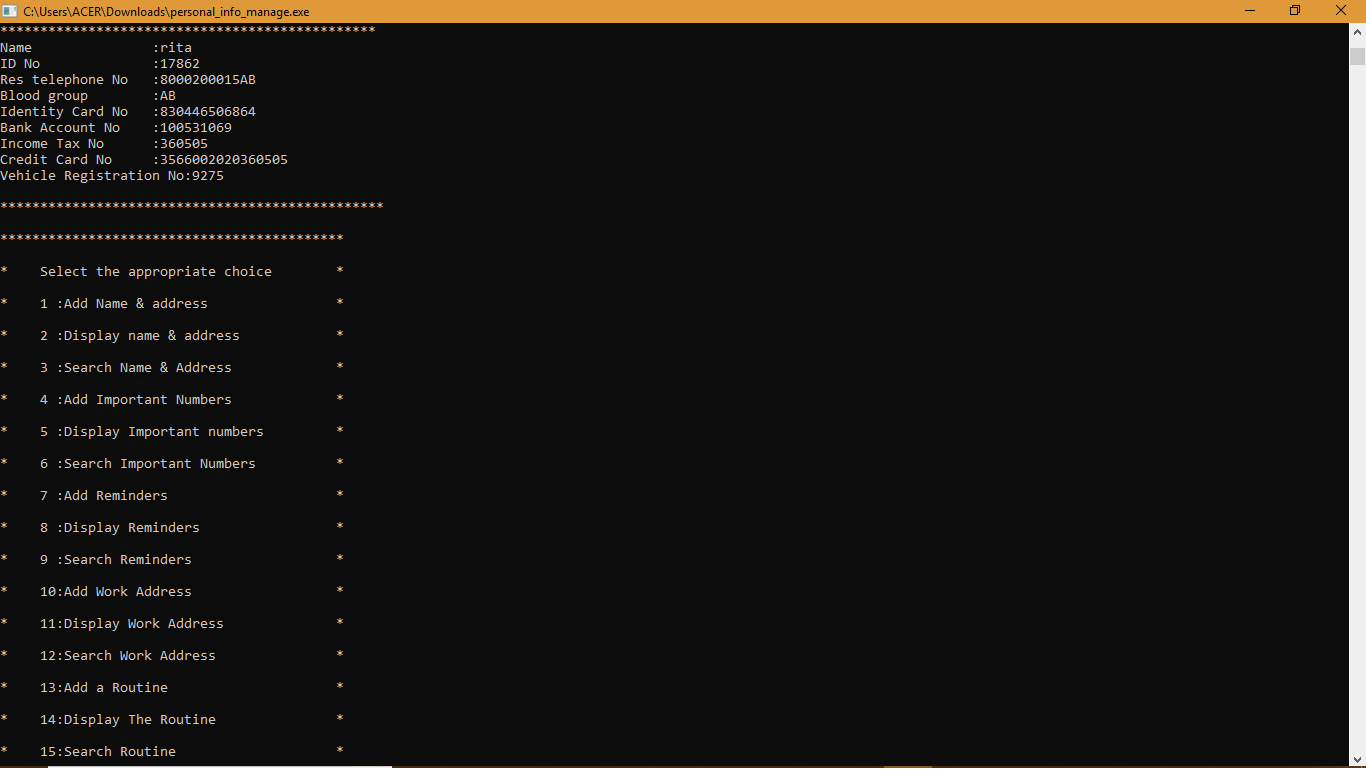 C:\Users\ACER\Downloads\personal_info_manage.exe
***********************************************
Name               :rita
ID No              :17862
Res telephone No   :8000200015AB
Blood group        :AB
Identity Card No   :830446506864
Bank Account No    :100531069
Income Tax No      :360505
Credit Card No     :3566002020360505
Vehicle Registration No:9275
************************************************
*******************************************
*    Select the appropriate choice        *
*    1 :Add Name & address                *
*    2 :Display name & address            *
*    3 :Search Name & Address             *
*    4 :Add Important Numbers             *
*    5 :Display Important numbers         *
*    6 :Search Important Numbers          *
*    7 :Add Reminders                     *
*    8 :Display Reminders                 *
*    9 :Search Reminders                  *
*    10:Add Work Address                  *
*    11:Display Work Address              *
*    12:Search Work Address               *
*    13:Add a Routine                     *
*    14:Display The Routine               *
*    15:Search Routine                    *